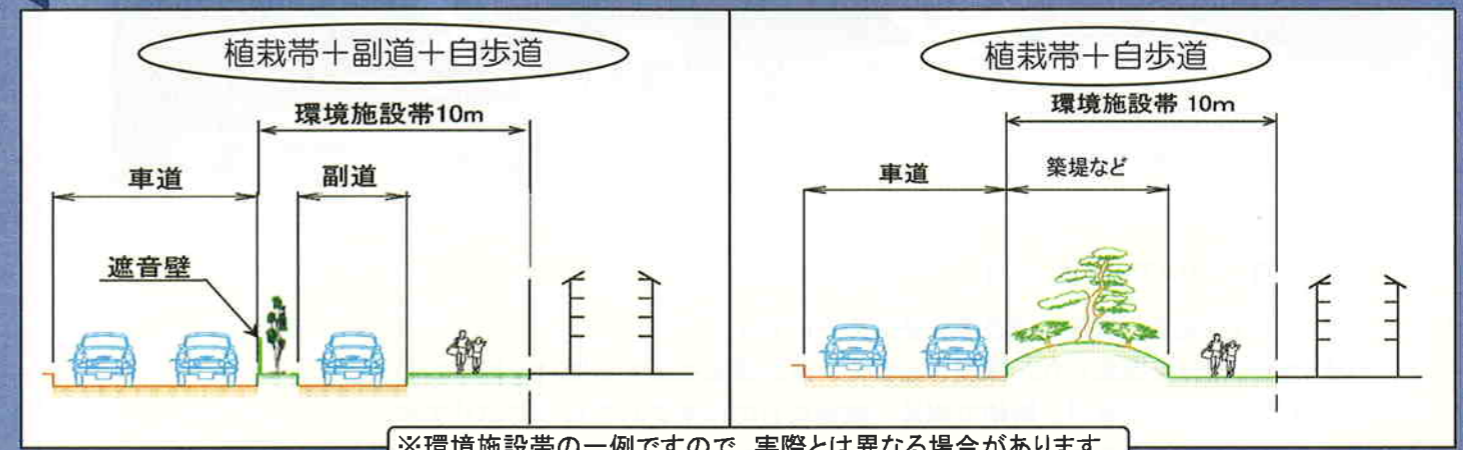 植栽帯＋副道＋自歩道
環境施設帯10m
車道
副道
遮音壁
植栽帯＋自歩道
環境施設帯 10m
車道
築堤など
※環境施設帯の一例ですので、実際とは異なる場合があります